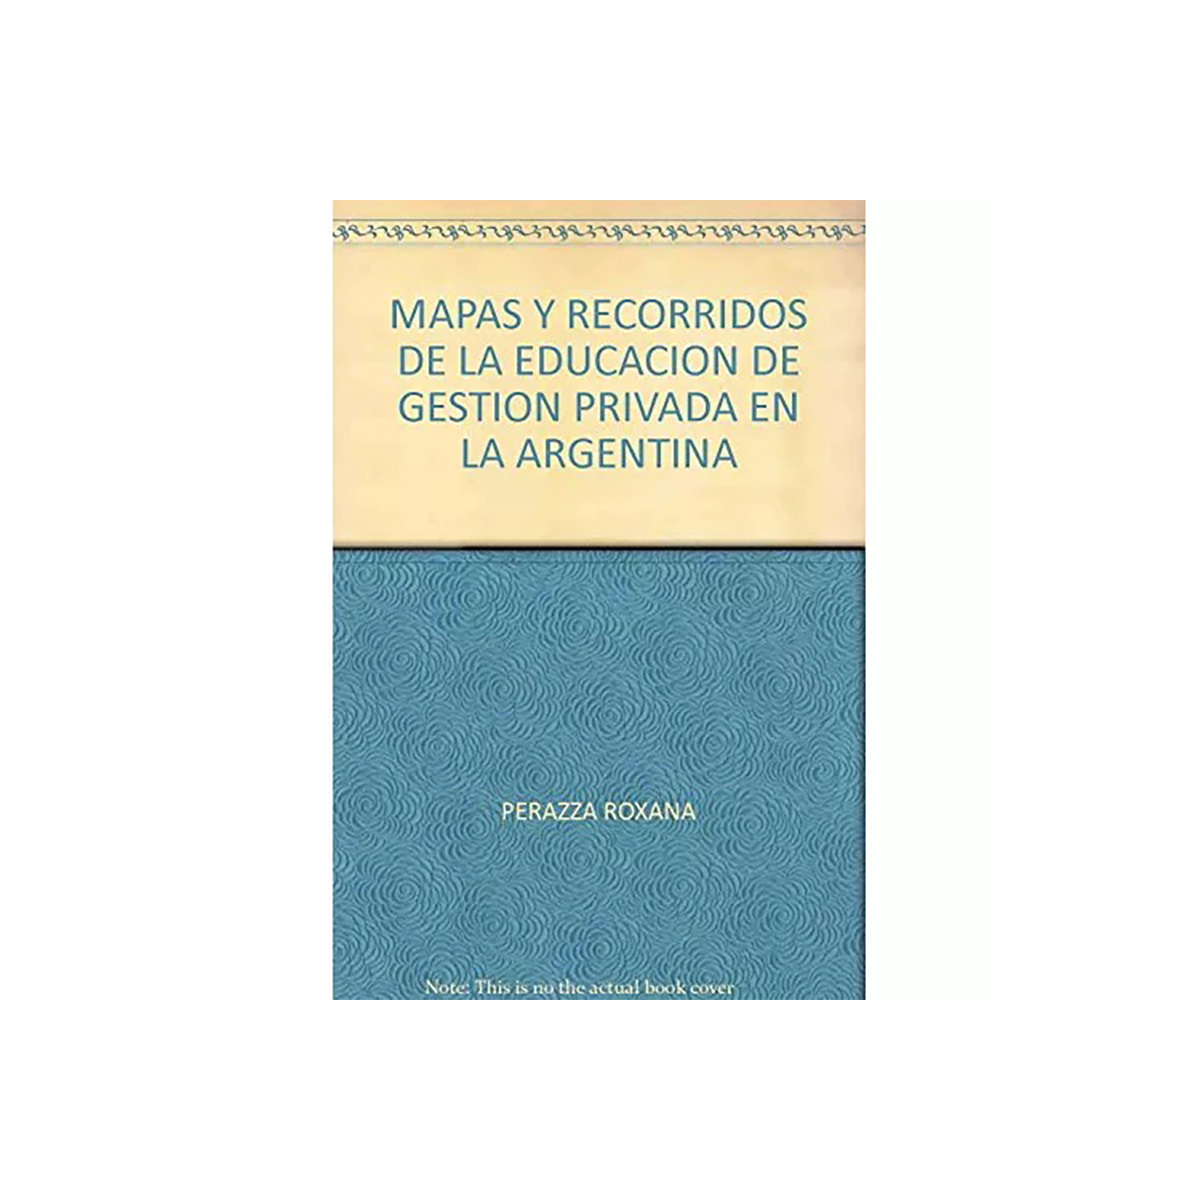 MAPAS Y RECORRIDOS
DE LA EDUCACION DE
GESTION PRIVADA EN
LA ARGENTINA
PERAZZA ROXANA
Note: This is no the actual book cover